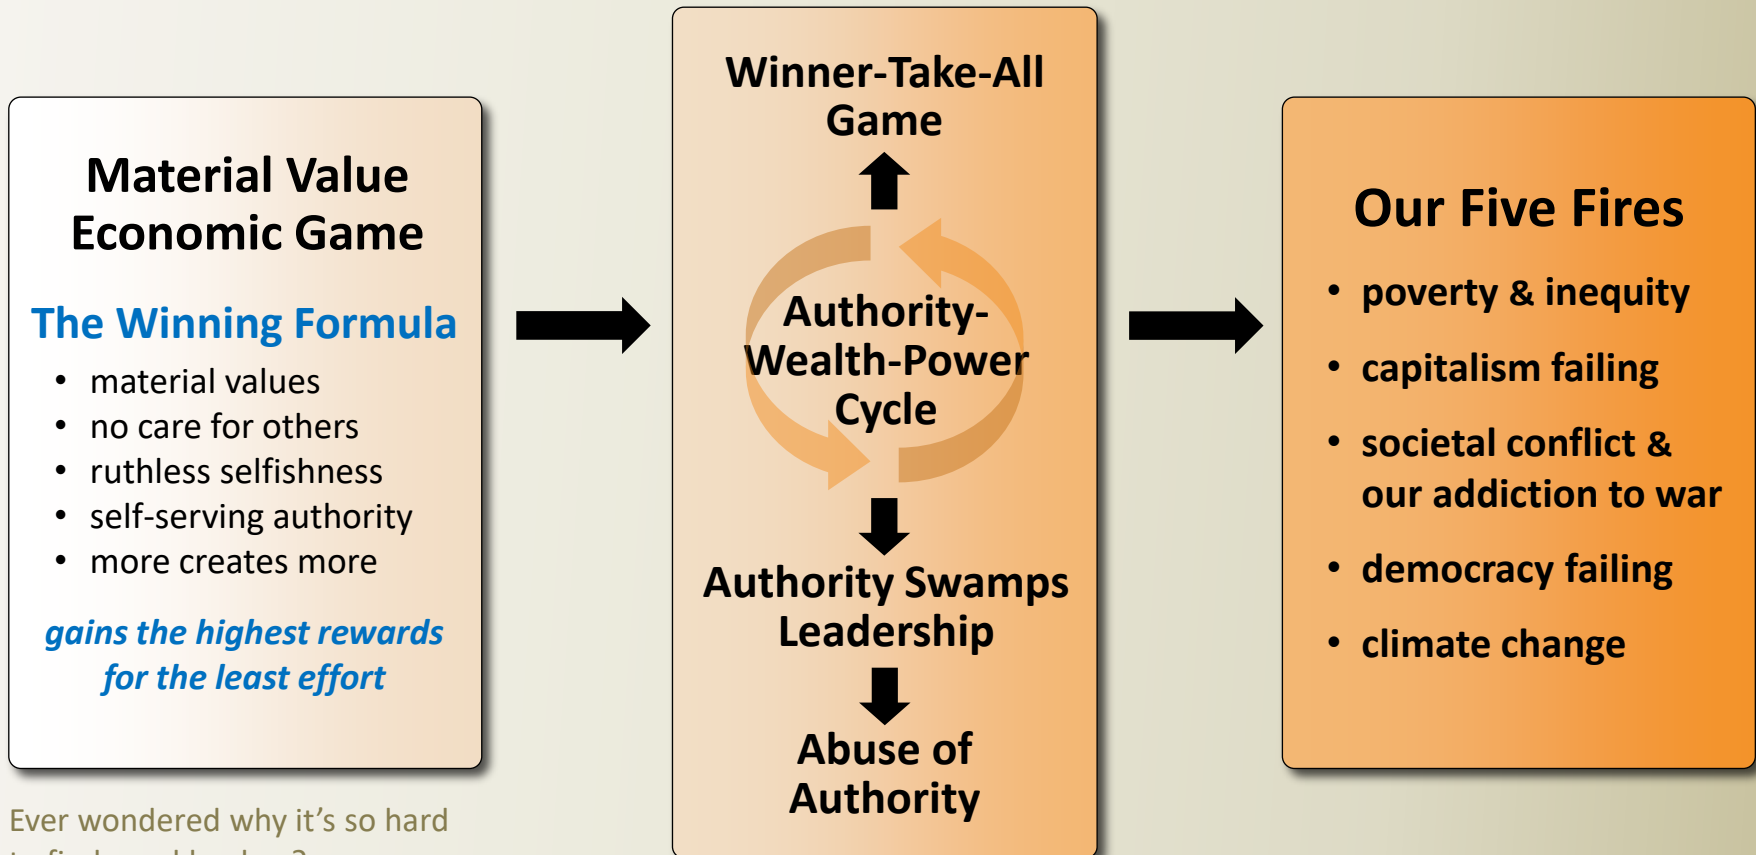 Material Value
Economic Game
The Winning Formula
• material values
• no care for others
• ruthless selfishness
• self-serving authority
• more creates more
gains the highest rewards
for the least effort
Ever wondered why it's so hard
Winner-Take-All
Game
Authority-
Wealth-Power
Cycle
Authority Swamps
Leadership
Abuse of
Authority
Our Five Fires
• poverty & inequity
• capitalism failing
• societal conflict &
our addiction to war
• democracy failing
• climate change